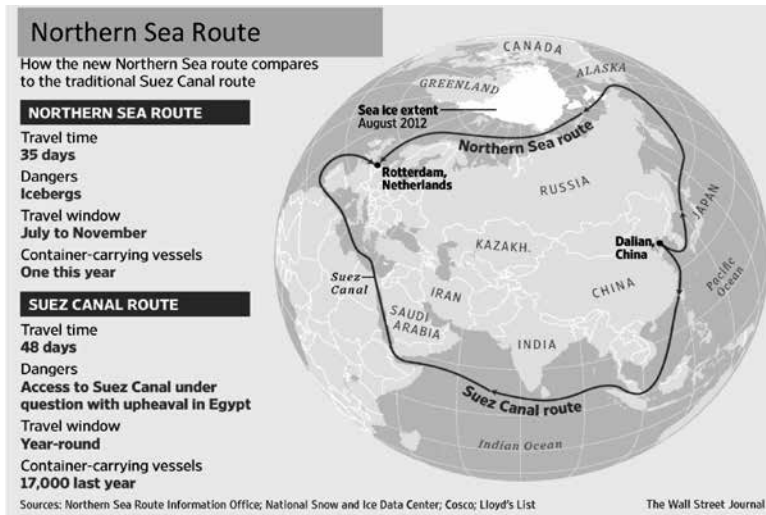 Northern Sea Route
How the new Northern Sea route compares
to the traditional Suez Canal route
NORTHERN SEA ROUTE
Travel time
35 days
Dangers
Icebergs
Travel window
July to November
Container-carrying vessels
One this year
SUEZ CANAL ROUTE
Travel time
48 days
Dangers
Access to Suez Canal under
question with upheaval in Egypt
Travel window
Year-round
Container-carrying vessels
17,000 last year
CANADA
ALASKA
GREENLAND
Sea ice extent
August 2012
Northern Sea route
Rotterdam,
Netherlands
RUSSIA
JAPAN
KAZAKH.
Dalian,
China
Pacific
Ocean
Suez
Canal
IRAN
CHINA
SAUDI
ARABIA
INDIA
Suez Canal route
Indian Ocean
Sources: Northern Sea Route Information Office; National Snow and Ice Data Center; Cosco; Lloyd's List
The Wall Street Journal